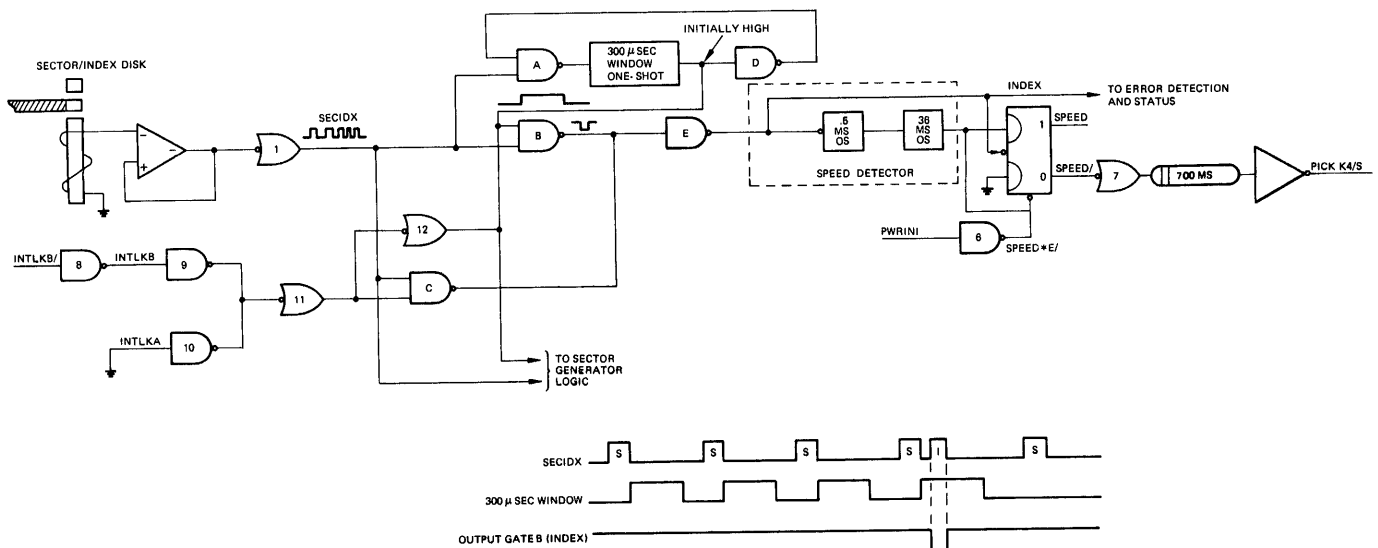 INITIALLY HIGH
SECTOR/INDEX DISK
A
300 μ SEC
WINDOW
ONE-SHOT
D
INDEX
TO ERROR DETECTION
AND STATUS
SECIDX
1
B
E
.5
MS
OS
.36
MS
OS
SPEED DETECTOR
1
SPEED
0
SPEED/
7
700 MS
PICK K4/S
PWRINI
6
SPEED*E/
12
INTLKB/
8
INTLKB
9
11
C
INTLKA
10
TO SECTOR
GENERATOR
LOGIC
SECIDX
S S S S I S
300 μ SEC WINDOW
OUTPUT GATE B (INDEX)